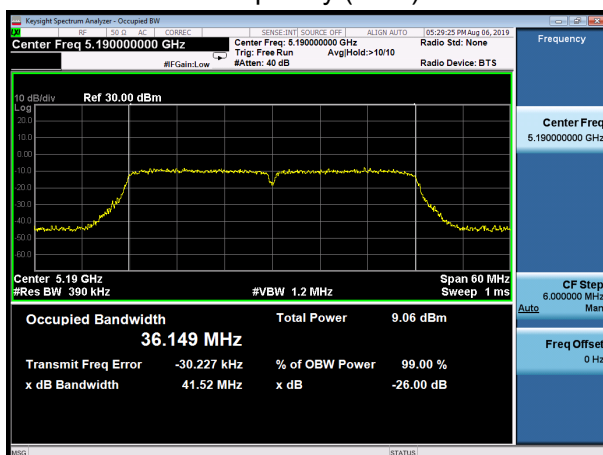 Keysight Spectrum Analyzer - Occupied BW
RF 50 Ω AC CORREC SENSE:INT SOURCE OFF ALIGN AUTO 05:29:25 PM Aug 06, 2019
Center Freq 5.190000000 GHz
Center Freq: 5.190000000 GHz
Radio Std: None
Trig: Free Run Avg|Hold:>10/10
#IFGain:Low #Atten: 40 dB Radio Device: BTS
Frequency
10 dB/div Ref 30.00 dBm
Log
20.0
10.0
0.00
-10.0
-20.0
-30.0
-40.0
-50.0
-60.0
Center 5.19 GHz Span 60 MHz
#Res BW 390 kHz #VBW 1.2 MHz Sweep 1 ms
Center Freq
5.190000000 GHz
CF Step
6.000000 MHz
Auto Man
Freq Offset
0 Hz
Occupied Bandwidth Total Power 9.06 dBm
36.149 MHz
Transmit Freq Error -30.227 kHz % of OBW Power 99.00 %
x dB Bandwidth 41.52 MHz x dB -26.00 dB
MSG STATUS